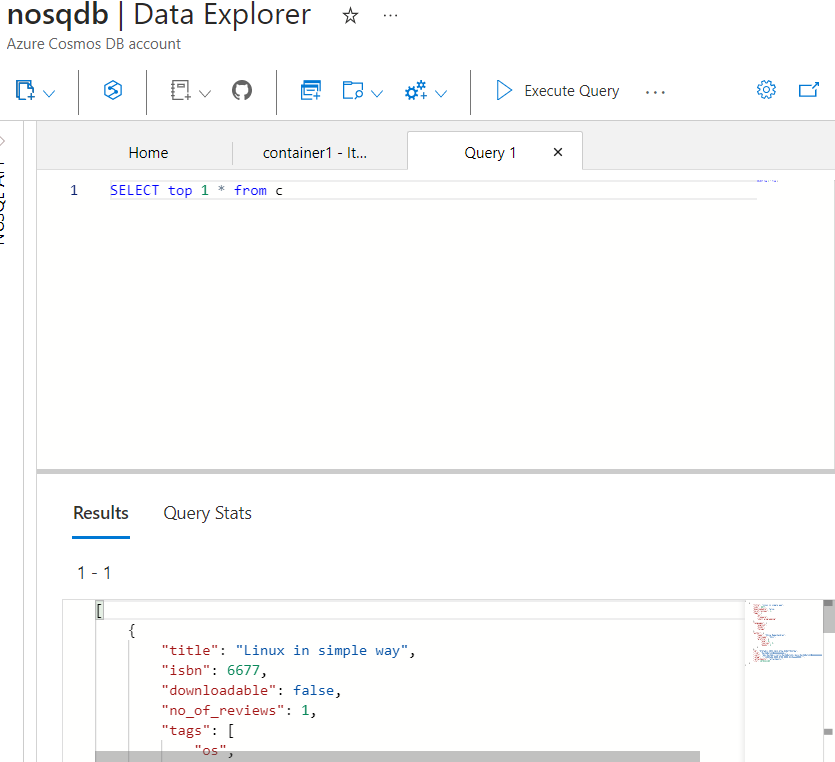 nosqdb | Data Explorer
Azure Cosmos DB account
Execute Query
Home
container1 - It...
Query 1
1
SELECT top 1 * from c
Results
Query Stats
1 - 1
[
{
"title": "Linux in simple way",
"isbn": 6677,
"downloadable": false,
"no_of_reviews": 1,
"tags": [
"os",